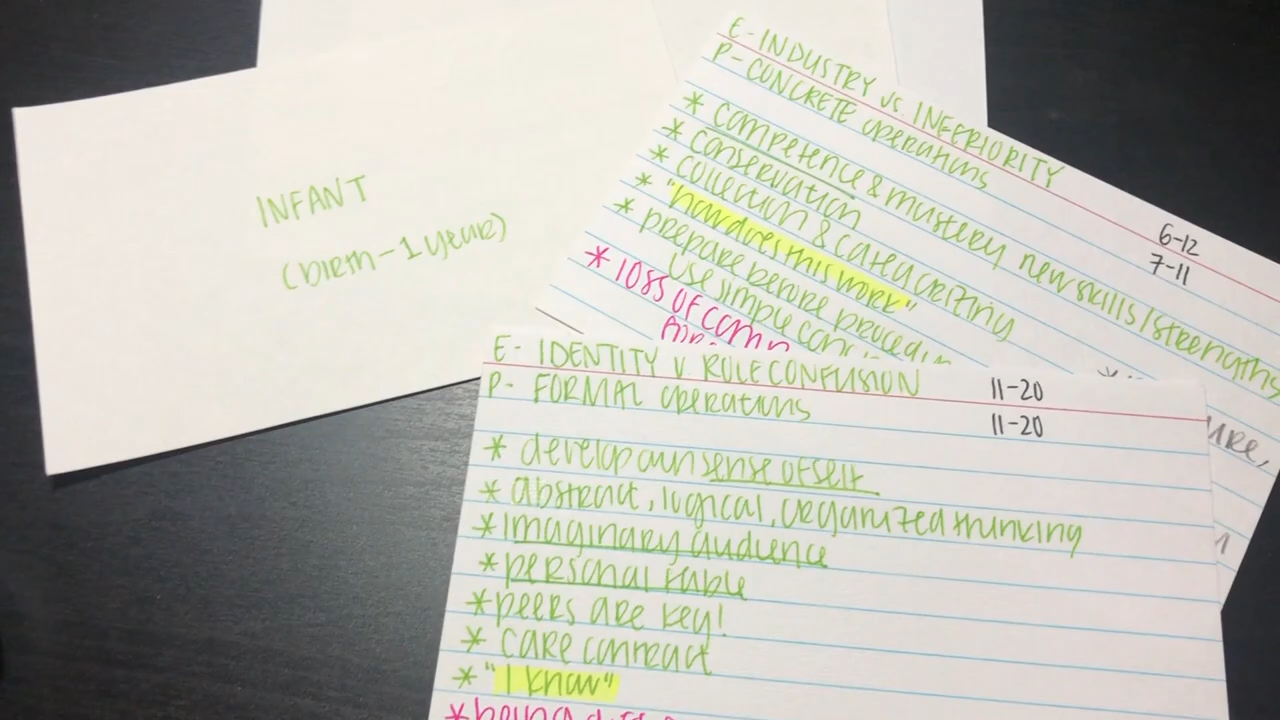 INFANT
(birth - 1 year)
E- INDUSTRY vs. INFERIORITY
6-12
P- CONCRETE operations
7-11
* competence & mastery new skills/strengths
* conservation
* collection & categorizing
* "how does this work"
* prepare before
use simple
* loss of
E- IDENTITY v. ROLE CONFUSION 11-20
P- FORMAL operations 11-20
* develop own sense of self
* abstract, logical, organized thinking
* imaginary audience
* personal fable
* peers are key!
* care contract
* "I know"
* being